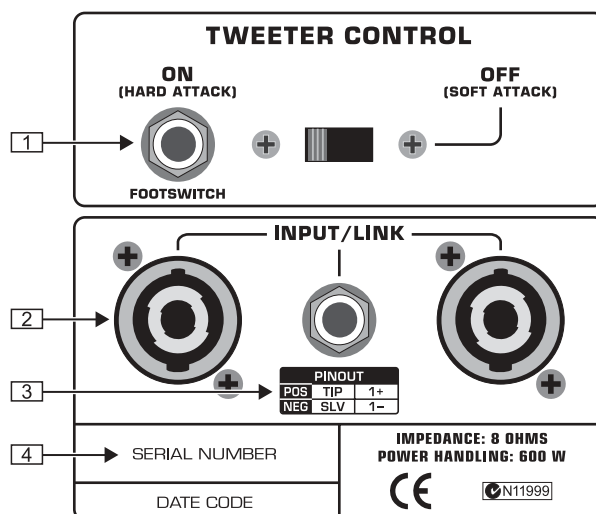 TWEETER CONTROL
ON
(HARD ATTACK)
OFF
(SOFT ATTACK)
1
FOOTSWITCH
INPUT/LINK
2
3
PINOUT
POS TIP 1+
NEG SLV 1–
4
SERIAL NUMBER
DATE CODE
IMPEDANCE: 8 OHMS
POWER HANDLING: 600 W
CE
N11999